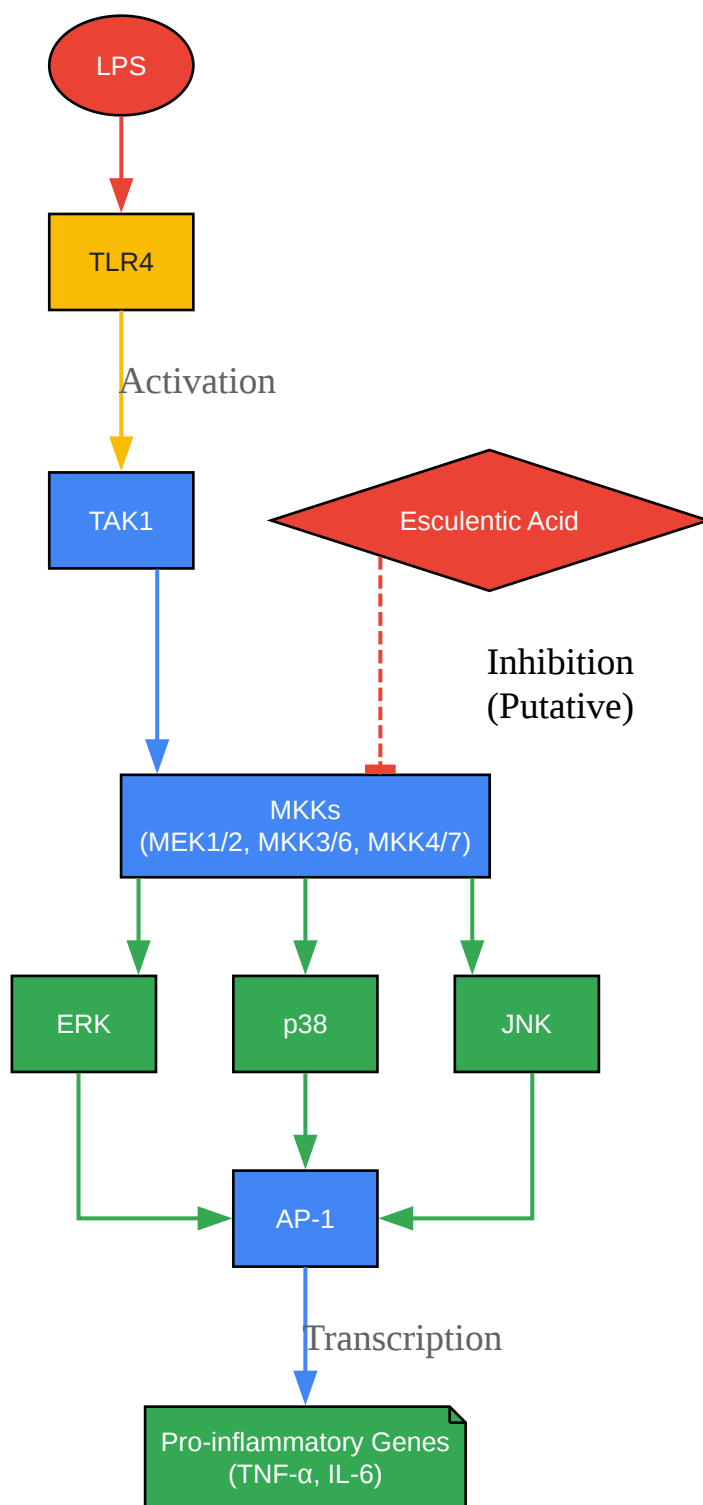 LPS
TLR4
Activation
TAK1
Esculentic Acid
Inhibition
(Putative)
MKKs
(MEK1/2, MKK3/6, MKK4/7)
ERK
p38
JNK
AP-1
Transcription
Pro-inflammatory Genes
(TNF-α, IL-6)